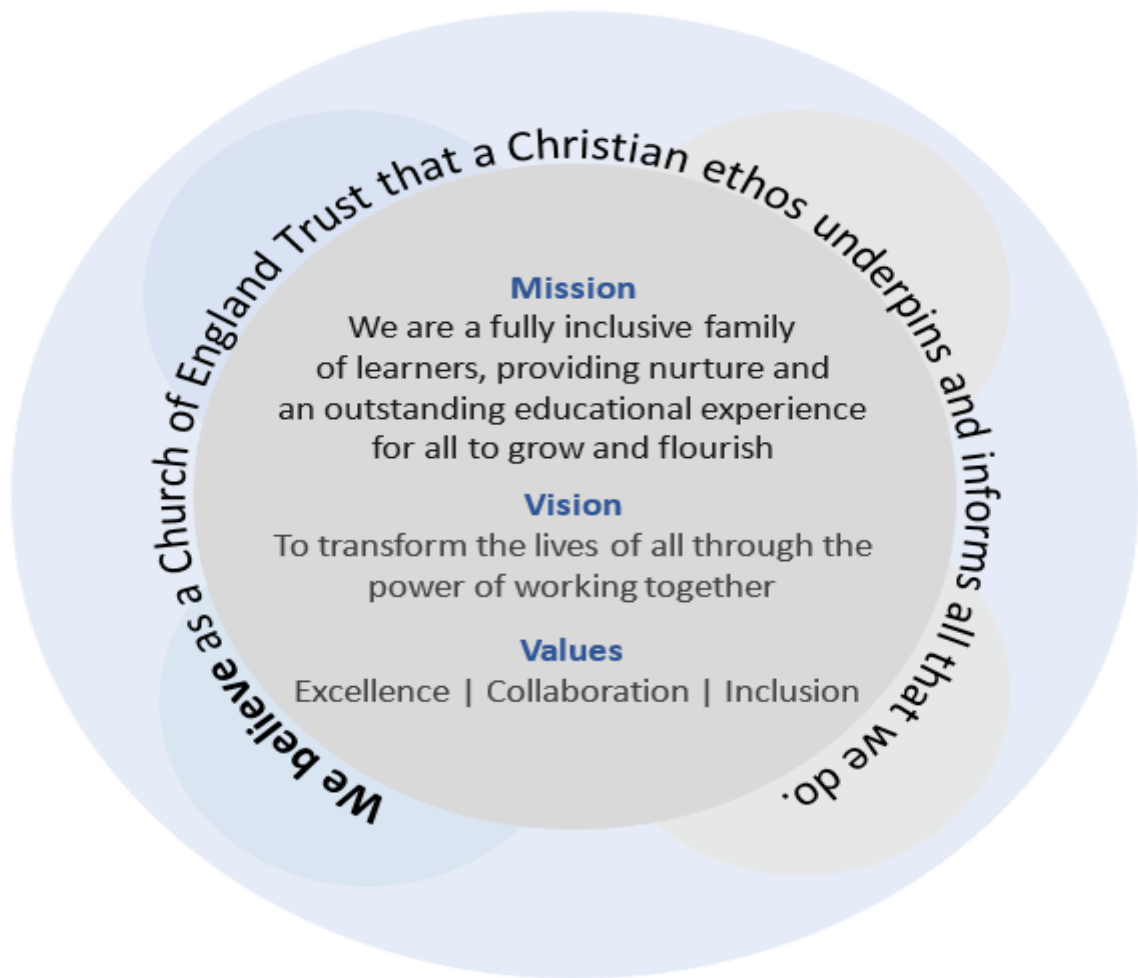 We believe as a Church of England Trust that a Christian ethos underpins and informs all that we do.
Mission
We are a fully inclusive family
of learners, providing nurture and
an outstanding educational experience
for all to grow and flourish
Vision
To transform the lives of all through the
power of working together
Values
Excellence | Collaboration | Inclusion